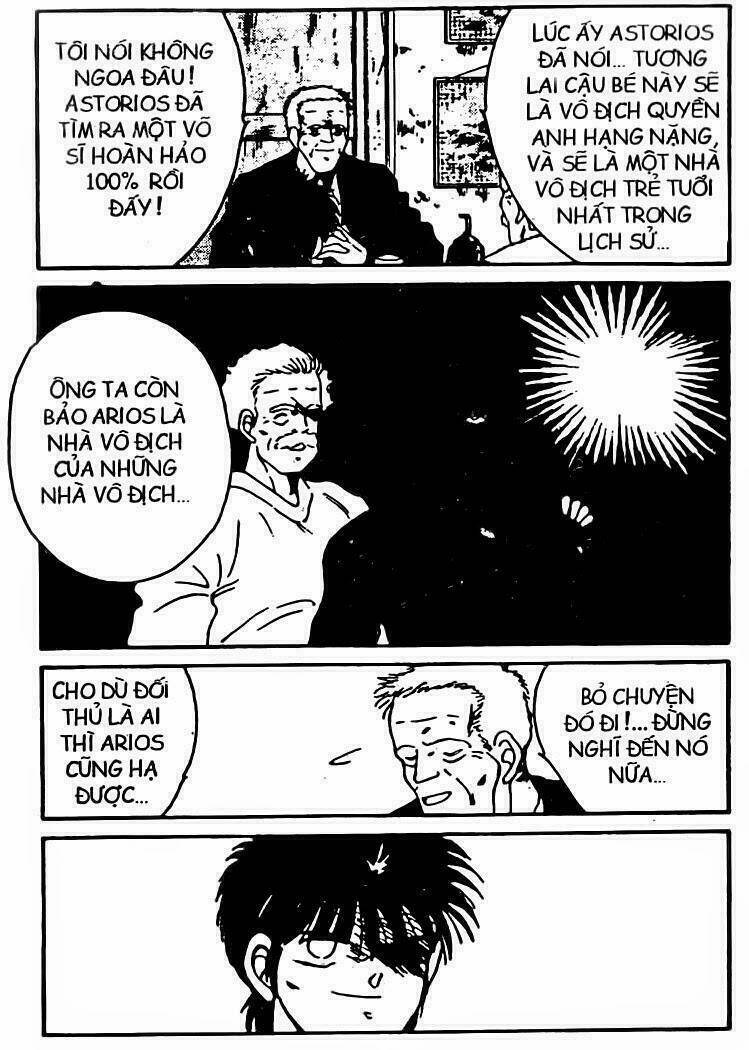 TÔI NÓI KHÔNG
NGOA ĐÂU!
ASTORIOS ĐÃ
TÌM RA MỘT VÕ
SĨ HOÀN HẢO
100% RỒI
ĐẤY!
LÚC ẤY ASTORIOS
ĐÃ NÓI... TƯƠNG
LAI CẬU BÉ NÀY SẼ
LÀ VÔ ĐỊCH QUYỀN
ANH HẠNG NẶNG,
VÀ SẼ LÀ MỘT NHÀ
VÔ ĐỊCH TRẺ TUỔI
NHẤT TRONG
LỊCH SỬ...
ÔNG TA CÒN
BẢO ARIOS LÀ
NHÀ VÔ ĐỊCH
CỦA NHỮNG
NHÀ VÔ ĐỊCH...
CHO DÙ ĐỐI
THỦ LÀ AI
THÌ ARIOS
CŨNG HẠ
ĐƯỢC...
BỎ CHUYỆN
ĐÓ ĐI!... ĐỪNG
NGHĨ ĐẾN NÓ
NỮA...